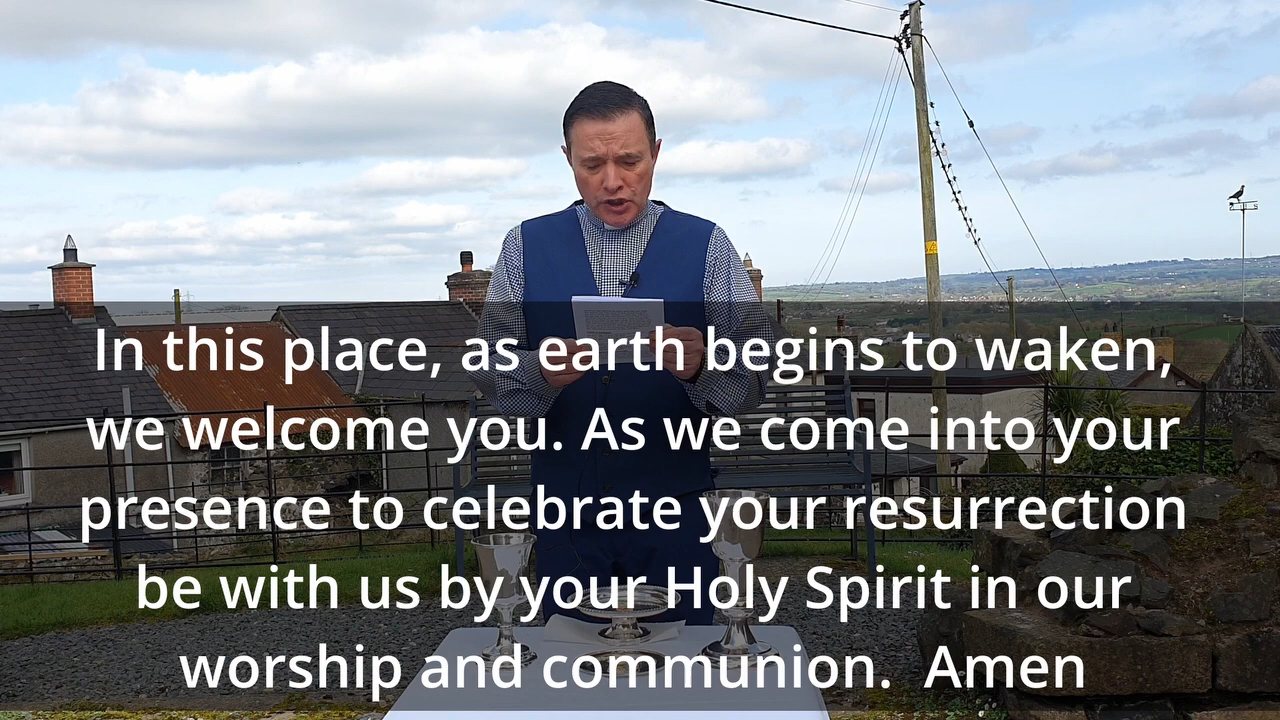 In this place, as earth begins to waken,
we welcome you. As we come into your
presence to celebrate your resurrection
be with us by your Holy Spirit in our
worship and communion.  Amen